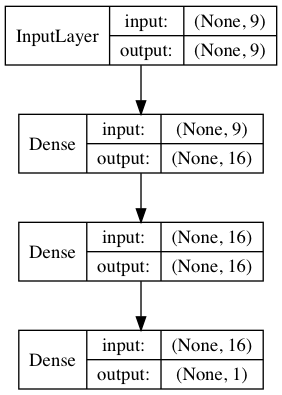 InputLayer input: (None, 9)
output: (None, 9)
Dense input: (None, 9)
output: (None, 16)
Dense input: (None, 16)
output: (None, 16)
Dense input: (None, 16)
output: (None, 1)